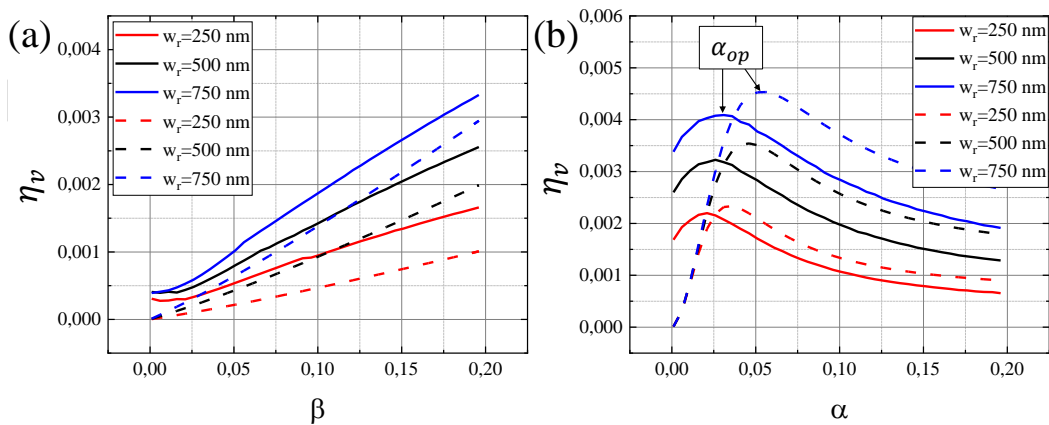 (a)
0,004
0,003
0,002
0,001
0,000
η_v
w_r=250 nm
w_r=500 nm
w_r=750 nm
w_r=250 nm
w_r=500 nm
w_r=750 nm
0,00 0,05 0,10 0,15 0,20
β
(b)
0,006
0,005
0,004
0,003
0,002
0,001
0,000
η_v
α_op
w_r=250 nm
w_r=500 nm
w_r=750 nm
w_r=250 nm
w_r=500 nm
w_r=750 nm
0,00 0,05 0,10 0,15 0,20
α